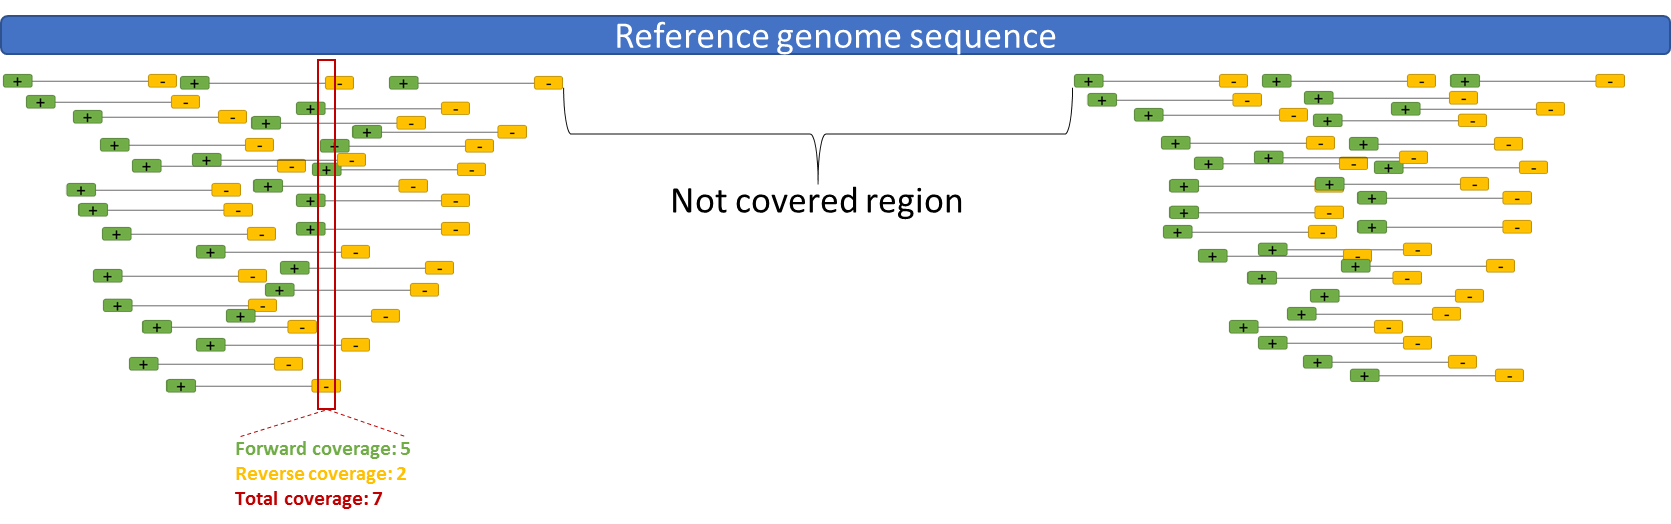 Reference genome sequence
Not covered region
Forward coverage: 5
Reverse coverage: 2
Total coverage: 7